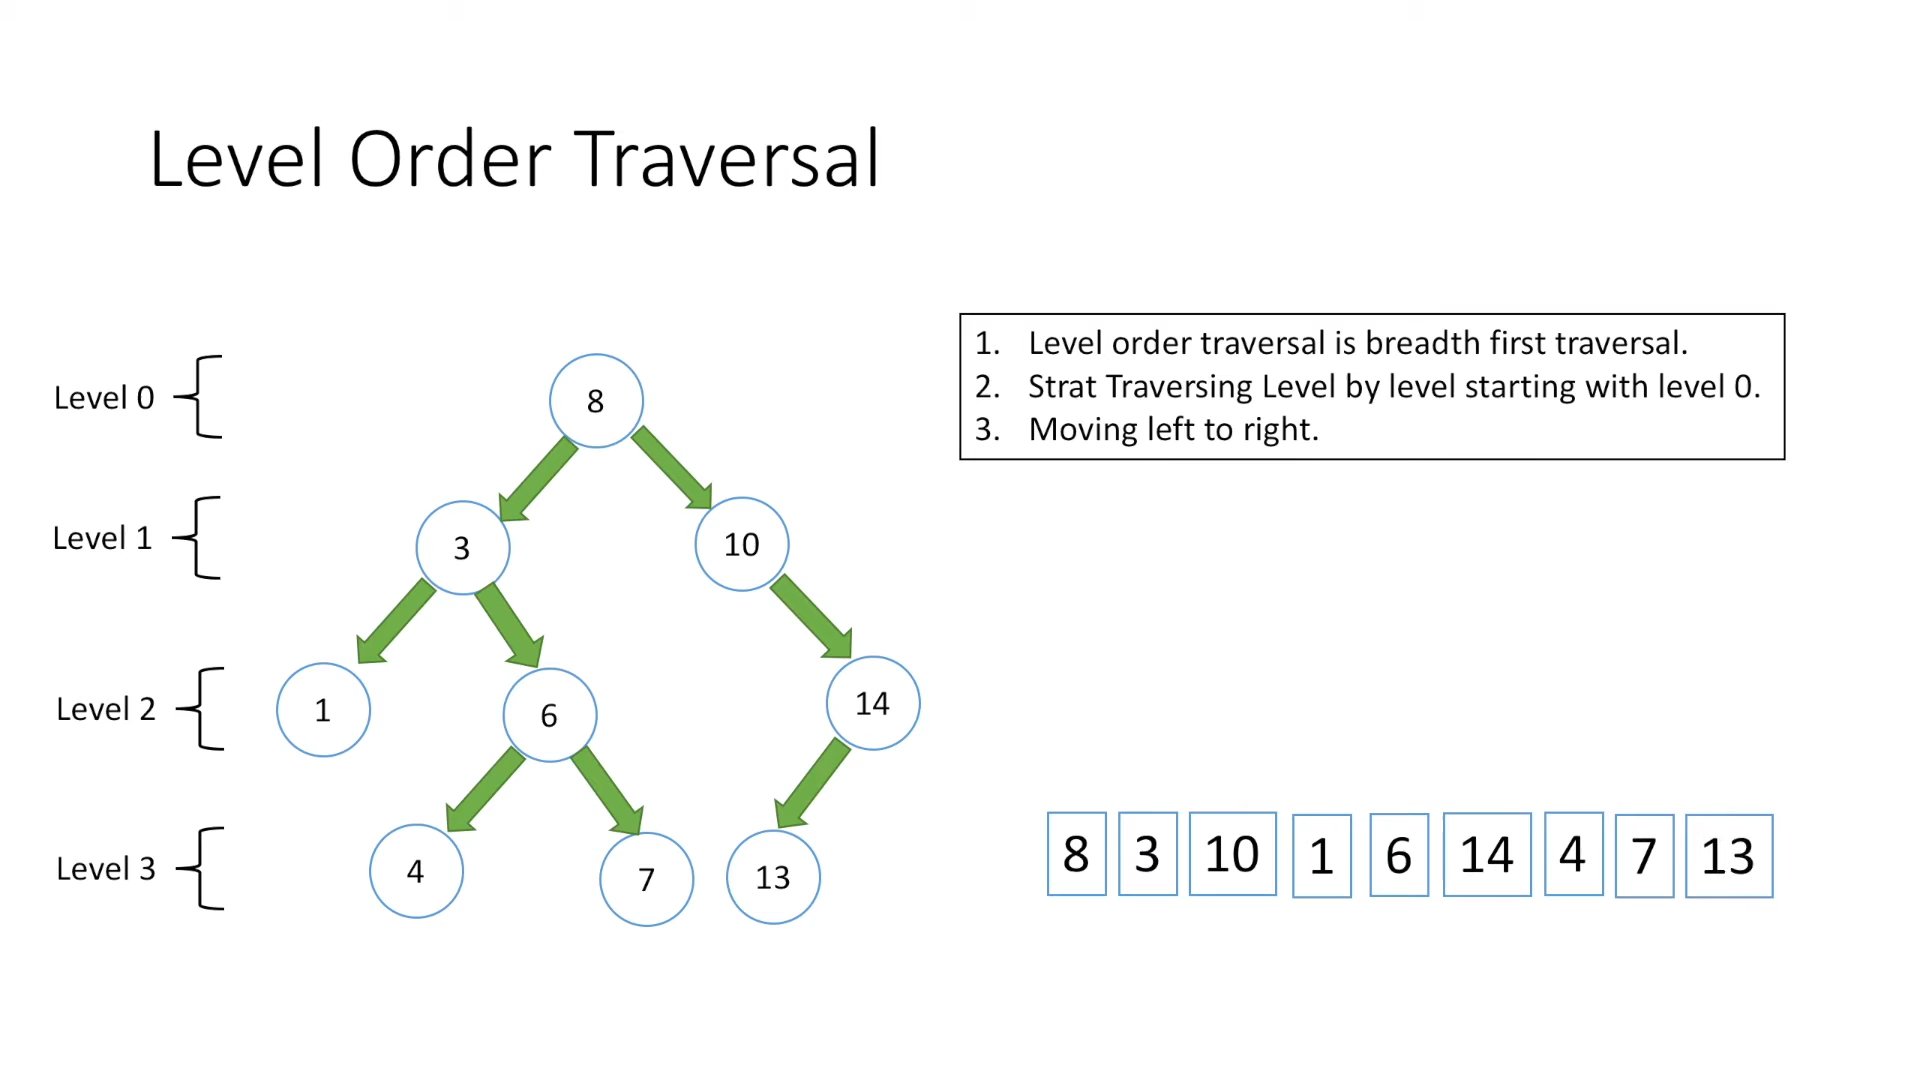 Level Order Traversal
1. Level order traversal is breadth first traversal.
2. Strat Traversing Level by level starting with level 0.
3. Moving left to right.
Level 0
8
Level 1
3 10
Level 2
1 6 14
Level 3
4 7 13
8 3 10 1 6 14 4 7 13